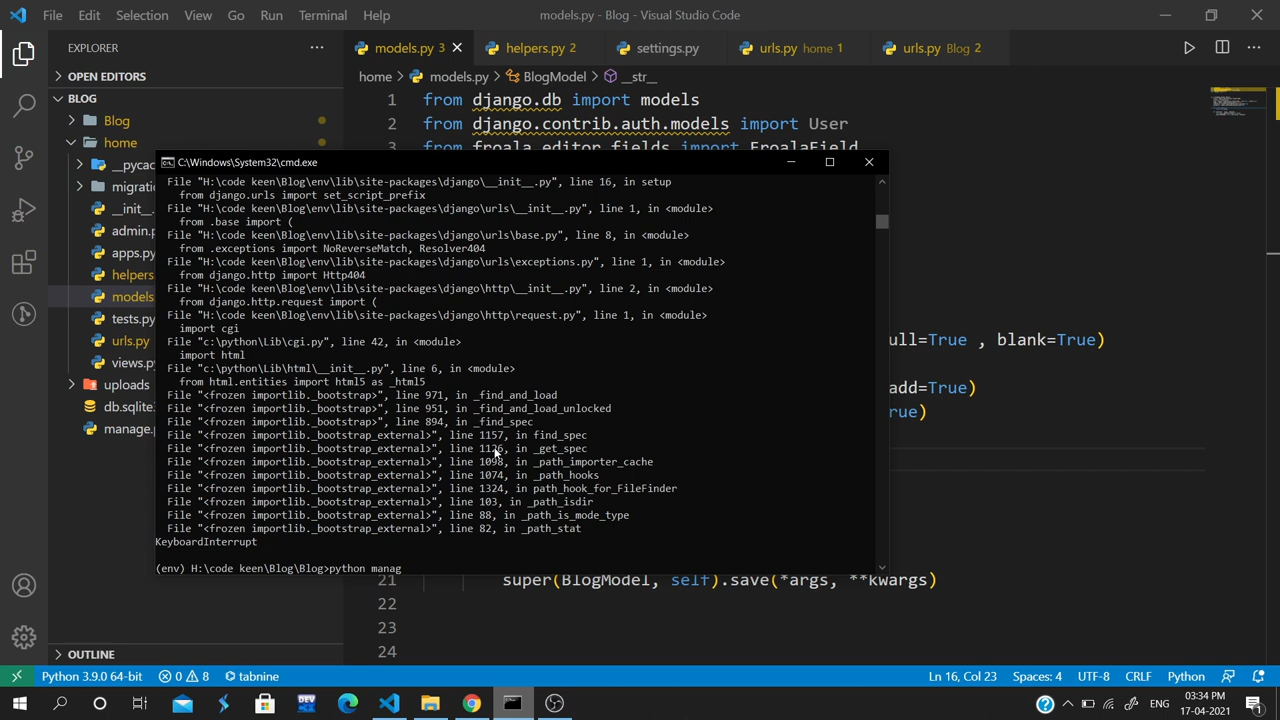 File Edit Selection View Go Run Terminal Help models.py - Blog - Visual Studio Code
EXPLORER
models.py 3 helpers.py 2 settings.py urls.py home 1 urls.py Blog 2
OPEN EDITORS
home > models.py > BlogModel > __str__
BLOG
Blog
home
migratio
__init__.
admin.p
apps.py
helpers
models
tests.py
urls.py
views.py
uploads
db.sqlite
manage.
OUTLINE
1 from django.db import models
2 from django.contrib.auth.models import User
3 from froala_editor.fields import FroalaField
ull=True , blank=True)
add=True)
rue)
21 super(BlogModel, self).save(*args, **kwargs)
22
23
24
C:\Windows\System32\cmd.exe
File "H:\code keen\Blog\env\lib\site-packages\django\__init__.py", line 16, in setup
from django.urls import set_script_prefix
File "H:\code keen\Blog\env\lib\site-packages\django\urls\__init__.py", line 1, in <module>
from .base import (
File "H:\code keen\Blog\env\lib\site-packages\django\urls\base.py", line 8, in <module>
from .exceptions import NoReverseMatch, Resolver404
File "H:\code keen\Blog\env\lib\site-packages\django\urls\exceptions.py", line 1, in <module>
from django.http import Http404
File "H:\code keen\Blog\env\lib\site-packages\django\http\__init__.py", line 2, in <module>
from django.http.request import (
File "H:\code keen\Blog\env\lib\site-packages\django\http\request.py", line 1, in <module>
import cgi
File "c:\python\Lib\cgi.py", line 42, in <module>
import html
File "c:\python\Lib\html\__init__.py", line 6, in <module>
from html.entities import html5 as _html5
File "<frozen importlib._bootstrap>", line 971, in _find_and_load
File "<frozen importlib._bootstrap>", line 951, in _find_and_load_unlocked
File "<frozen importlib._bootstrap>", line 894, in _find_spec
File "<frozen importlib._bootstrap_external>", line 1157, in find_spec
File "<frozen importlib._bootstrap_external>", line 1126, in _get_spec
File "<frozen importlib._bootstrap_external>", line 1098, in _path_importer_cache
File "<frozen importlib._bootstrap_external>", line 1074, in _path_hooks
File "<frozen importlib._bootstrap_external>", line 1324, in path_hook_for_FileFinder
File "<frozen importlib._bootstrap_external>", line 103, in _path_isdir
File "<frozen importlib._bootstrap_external>", line 88, in _path_is_mode_type
File "<frozen importlib._bootstrap_external>", line 82, in _path_stat
KeyboardInterrupt
(env) H:\code keen\Blog\Blog>python manag
Python 3.9.0 64-bit 0 8 tabnine Ln 16, Col 23 Spaces: 4 UTF-8 CRLF Python
DEV
ENG
03:34 PM
17-04-2021
1